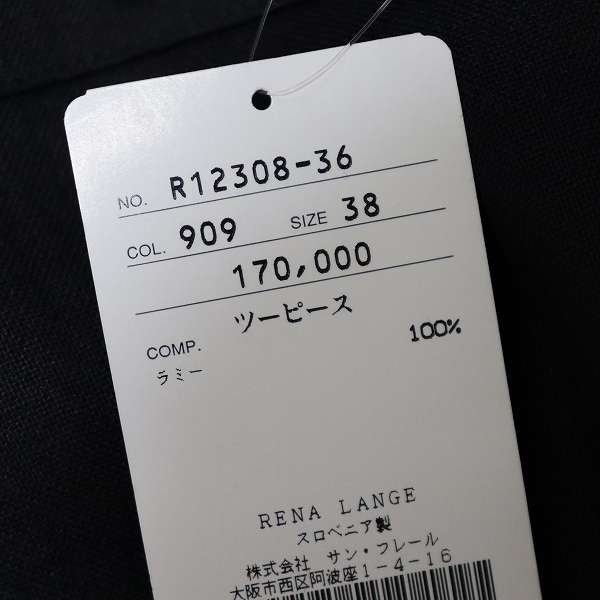 NO. R12308-36
COL. 909 SIZE 38
170,000
ツーピース
COMP. 100%
ラミー
RENA LANGE
スロベニア製
株式会社 サン・フレール
大阪市西区阿波座1-4-16